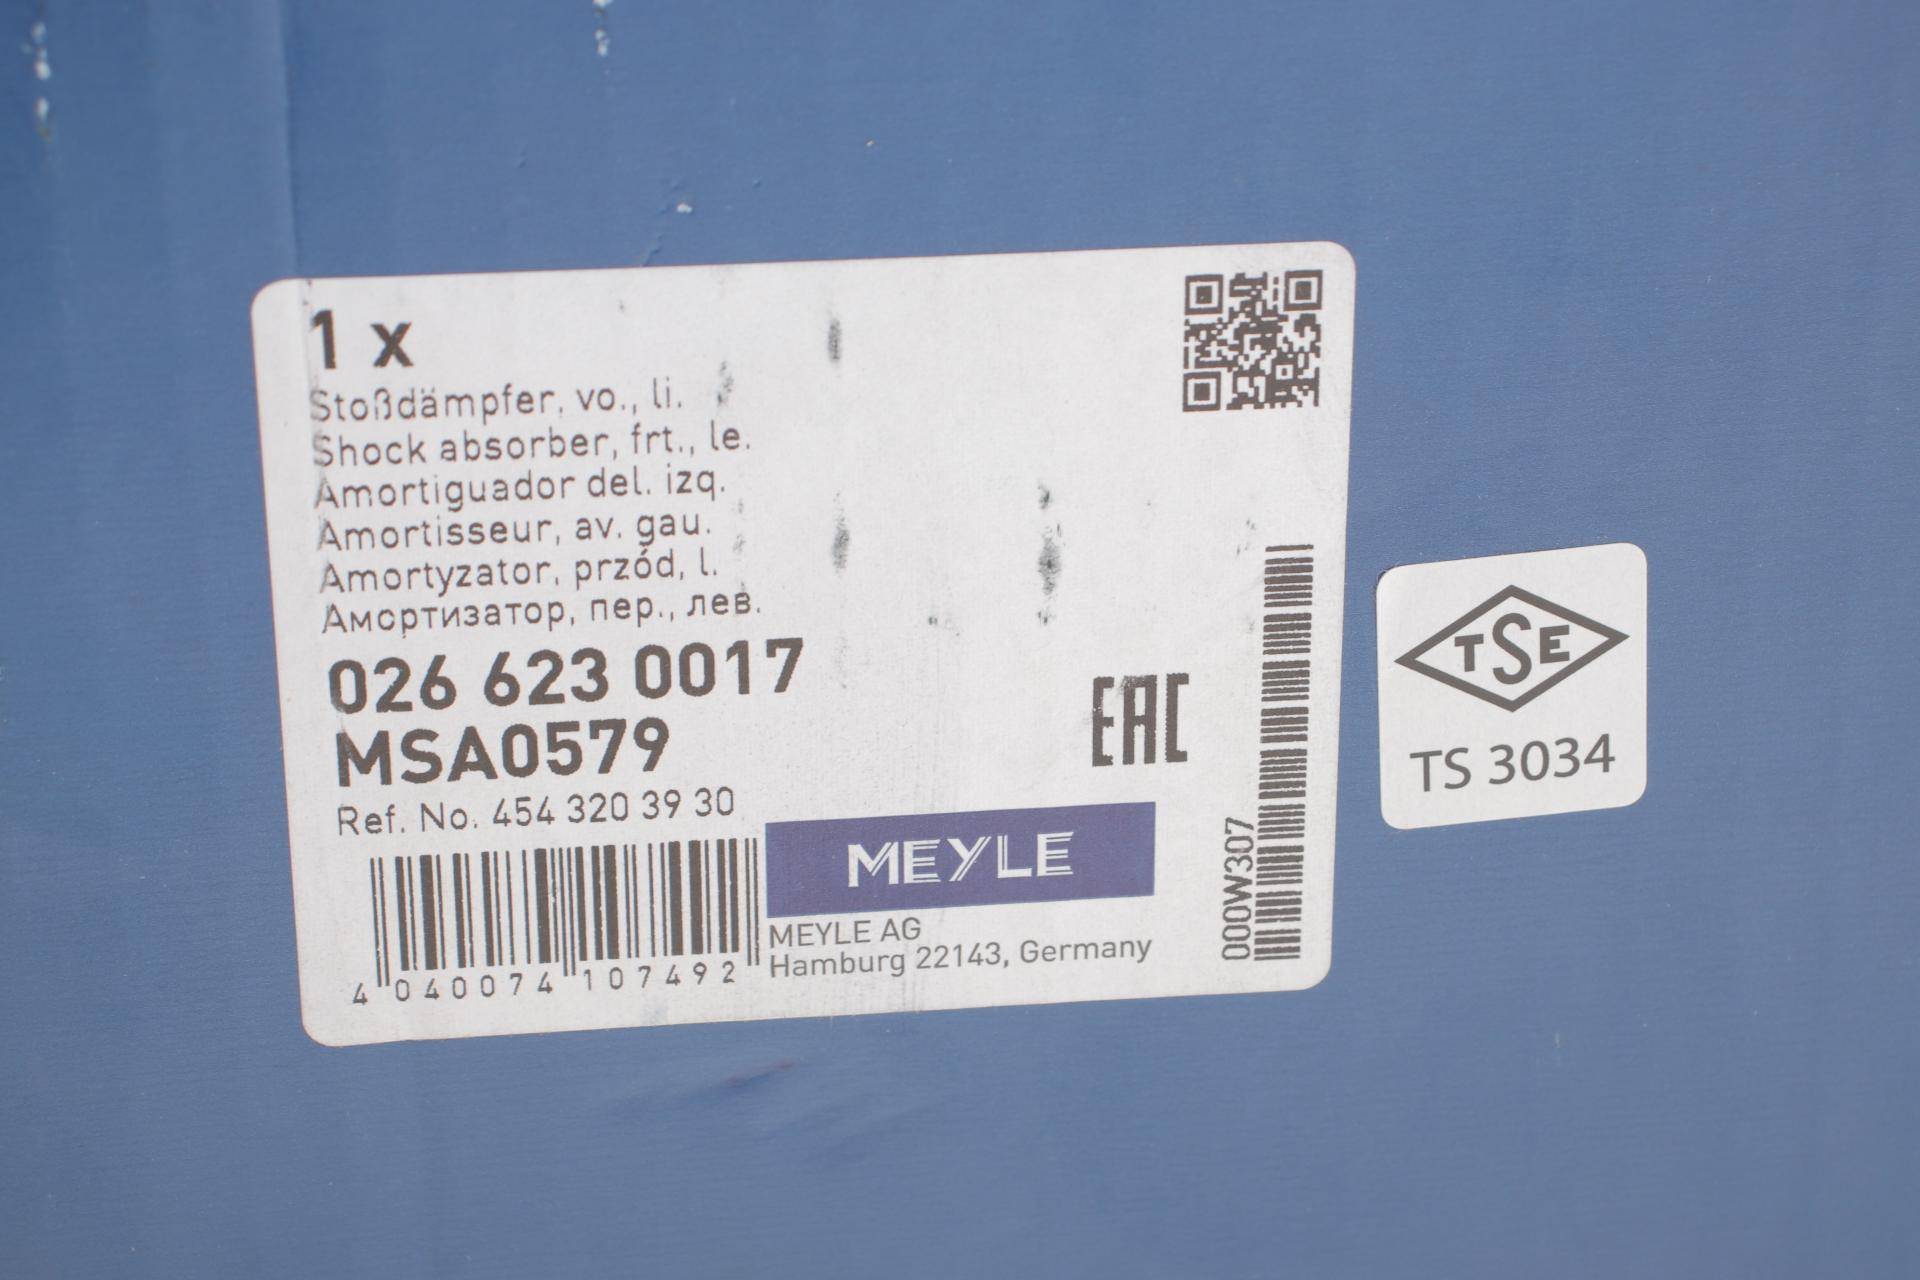 1 x
Stoßdämpfer, vo., li.
Shock absorber, frt., le.
Amortiguador del. izq.
Amortisseur, av. gau.
Amortyzator, przód, l.
Амортизатор, пер., лев.
026 623 0017
MSA0579
Ref. No. 454 320 39 30
4 040074 107492
EAC
MEYLE
MEYLE AG
Hamburg 22143, Germany
000W307
TSE
TS 3034